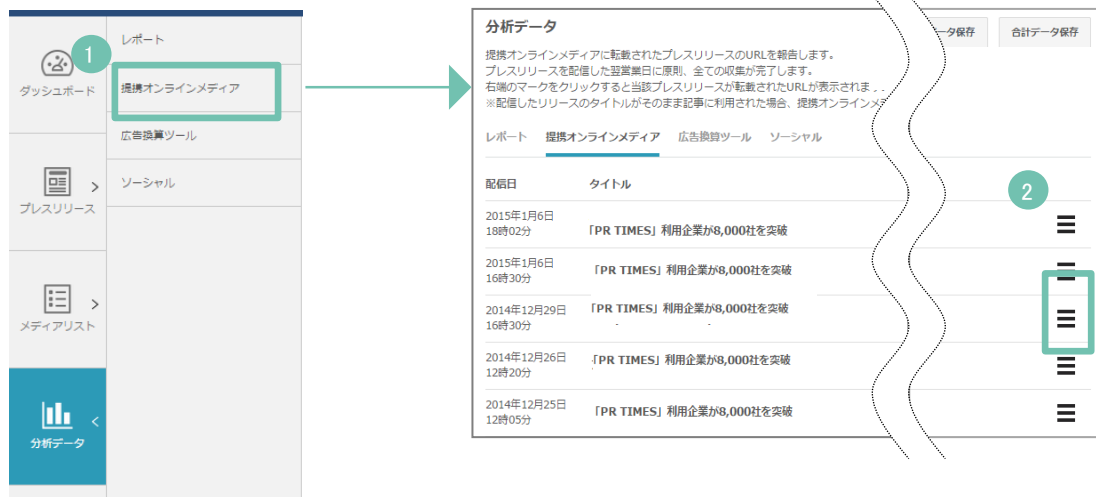 1
ダッシュボード
プレスリリース
メディアリスト
分析データ
レポート
提携オンラインメディア
広告換算ツール
ソーシャル
分析データ
ータ保存
合計データ保存
提携オンラインメディアに転載されたプレスリリースのURLを報告します。
プレスリリースを配信した翌営業日に原則、全ての収集が完了します。
右端のマークをクリックすると当該プレスリリースが転載されたURLが表示されま
※配信したリリースのタイトルがそのまま記事に利用された場合、提携オンラインメ
レポート 提携オンラインメディア 広告換算ツール ソーシャル
配信日 タイトル
2
2015年1月6日
18時02分 「PR TIMES」利用企業が8,000社を突破
2015年1月6日
16時30分 「PR TIMES」利用企業が8,000社を突破
2014年12月29日
16時30分 「PR TIMES」利用企業が8,000社を突破
2014年12月26日
12時20分 「PR TIMES」利用企業が8,000社を突破
2014年12月25日
12時05分 「PR TIMES」利用企業が8,000社を突破